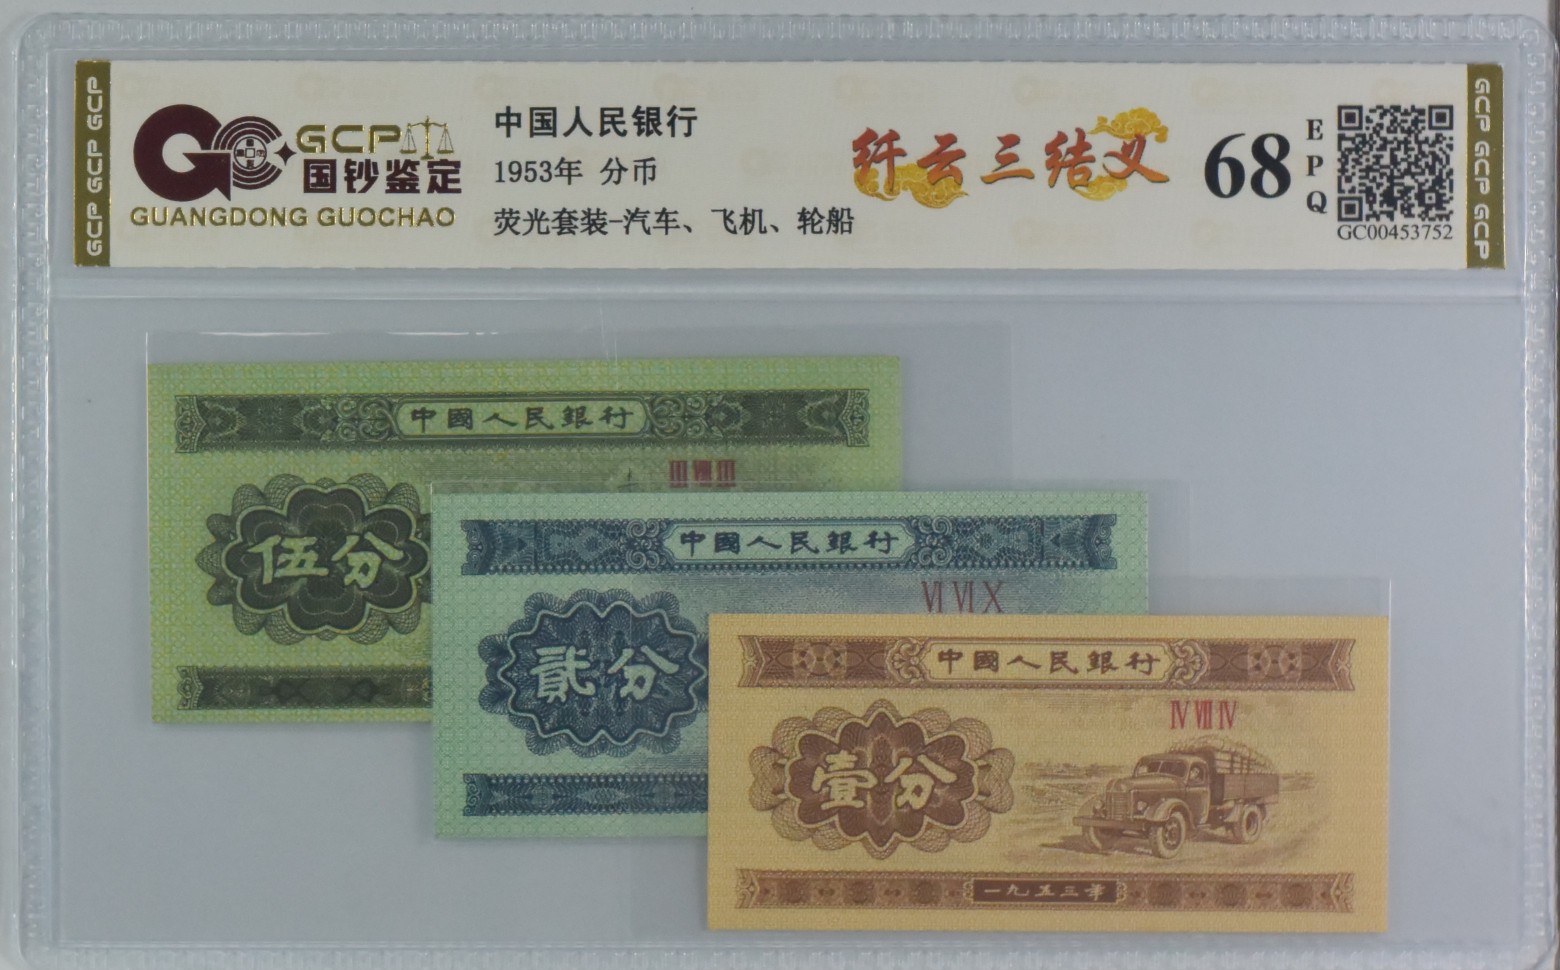 GCP GCP GCP
GCP
国钞鉴定
GUANGDONG GUOCHAO
中国人民银行
1953年 分币
荧光套装-汽车、飞机、轮船
纤云三结义
68
EPQ
GC00453752
GCP GCP GCP
中國人民銀行
III VIII III
伍分
中國人民銀行
VI VI X
貳分
中國人民銀行
IV VII IV
壹分
一九五三年